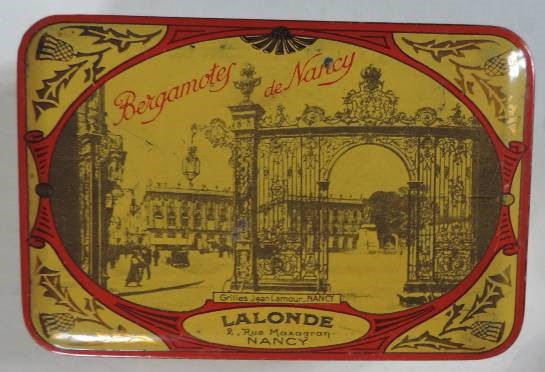 Bergamotes de Nancy
Grilles Jean Lamour. NANCY
LALONDE
2, Rue Mazagran
NANCY